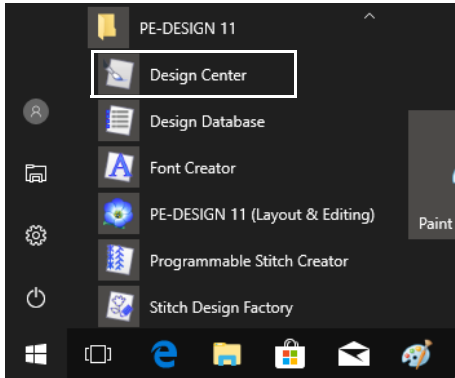 PE-DESIGN 11
Design Center
Design Database
Font Creator
PE-DESIGN 11 (Layout & Editing)
Paint
Programmable Stitch Creator
Stitch Design Factory